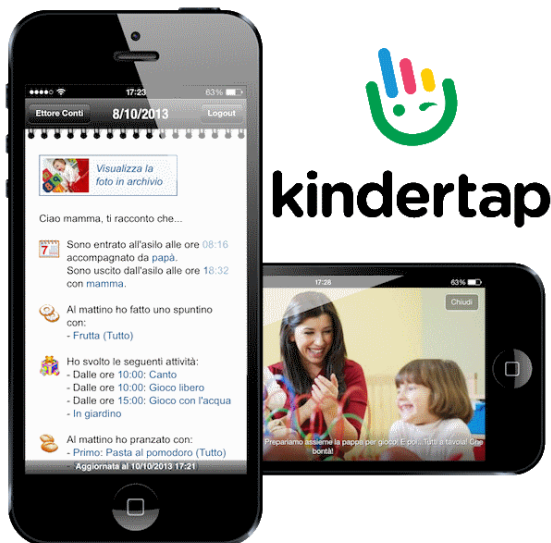 17:23
63%
Ettore Conti
8/10/2013
Logout
Visualizza la
foto in archivio
Ciao mamma, ti racconto che...
7
Sono entrato all'asilo alle ore 08:16
accompagnato da papà.
Sono uscito dall'asilo alle ore 18:32
con mamma.
Al mattino ho fatto uno spuntino
con:
- Frutta (Tutto)
Ho svolto le seguenti attività:
- Dalle ore 10:00: Canto
- Dalle ore 10:00: Gioco libero
- Dalle ore 15:00: Gioco con l'acqua
- In giardino
Al mattino ho pranzato con:
- Primo: Pasta al pomodoro (Tutto)
Aggiornata al 10/10/2013 17:21
kindertap
17:28
63%
Chiudi
Prepariamo assieme la pappa per gioco! E poi...Tutti a tavola! Che
bontà!